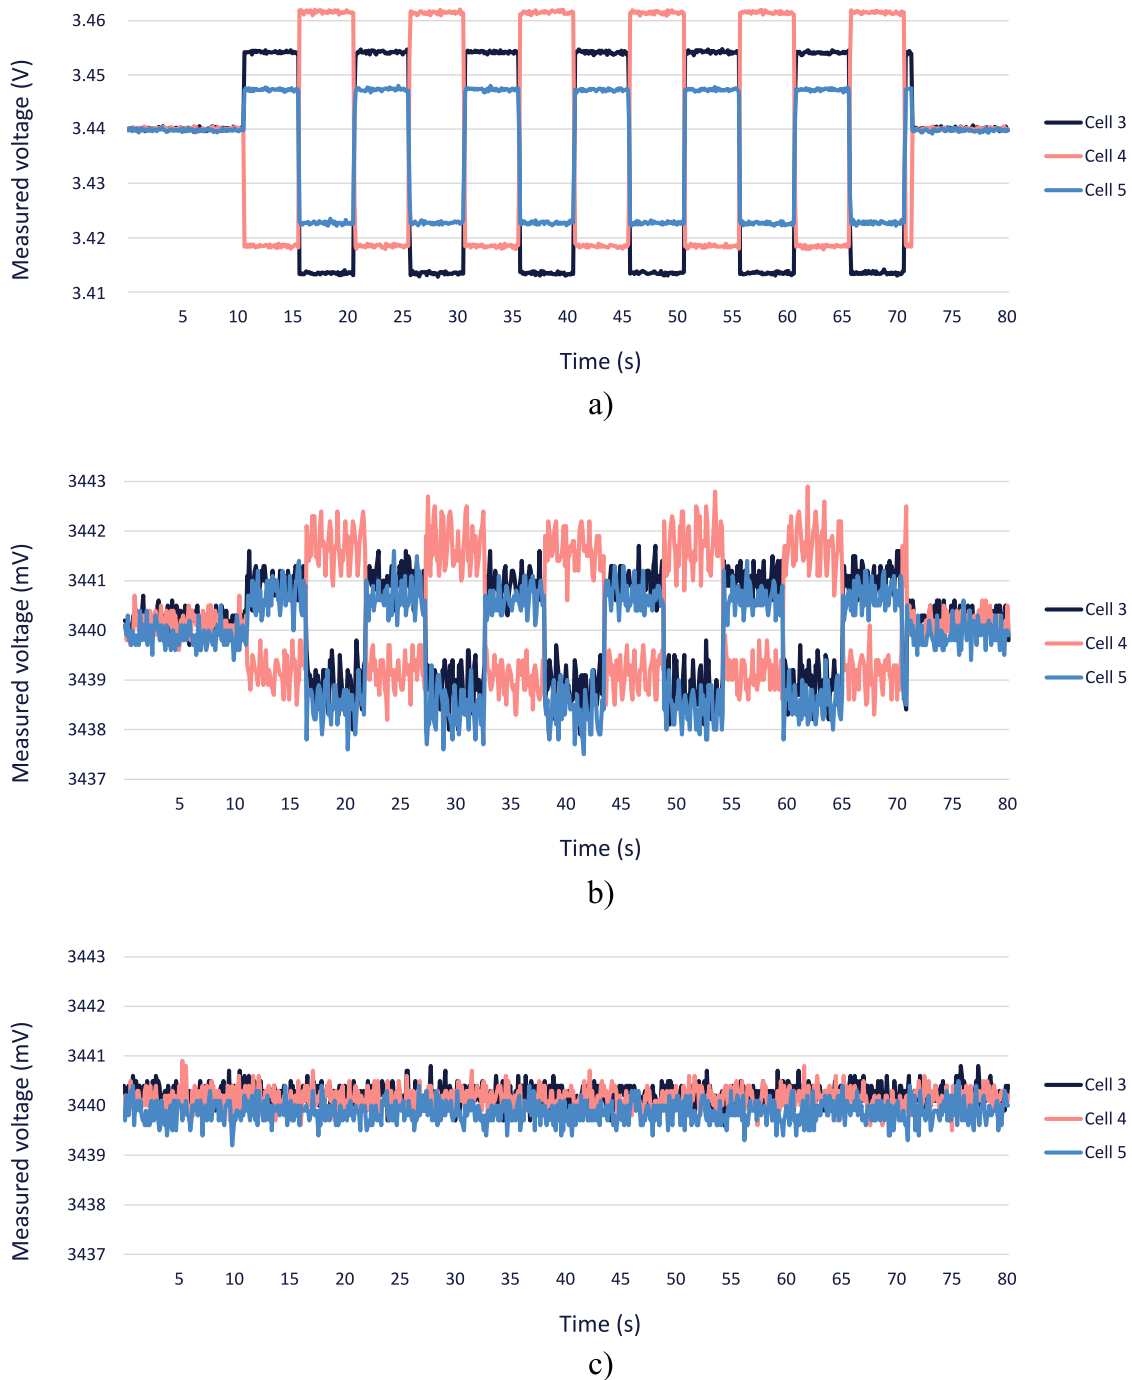 3.46
3.45
3.44
3.43
3.42
3.41
Measured voltage (V)
5 10 15 20 25 30 35 40 45 50 55 60 65 70 75 80
Time (s)
Cell 3
Cell 4
Cell 5
a)
3443
3442
3441
3440
3439
3438
3437
Measured voltage (mV)
5 10 15 20 25 30 35 40 45 50 55 60 65 70 75 80
Time (s)
Cell 3
Cell 4
Cell 5
b)
3443
3442
3441
3440
3439
3438
3437
Measured voltage (mV)
5 10 15 20 25 30 35 40 45 50 55 60 65 70 75 80
Time (s)
Cell 3
Cell 4
Cell 5
c)